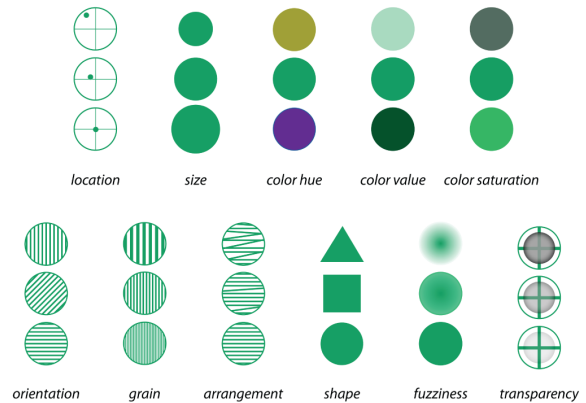 location size color hue color value color saturation
orientation grain arrangement shape fuzziness transparency